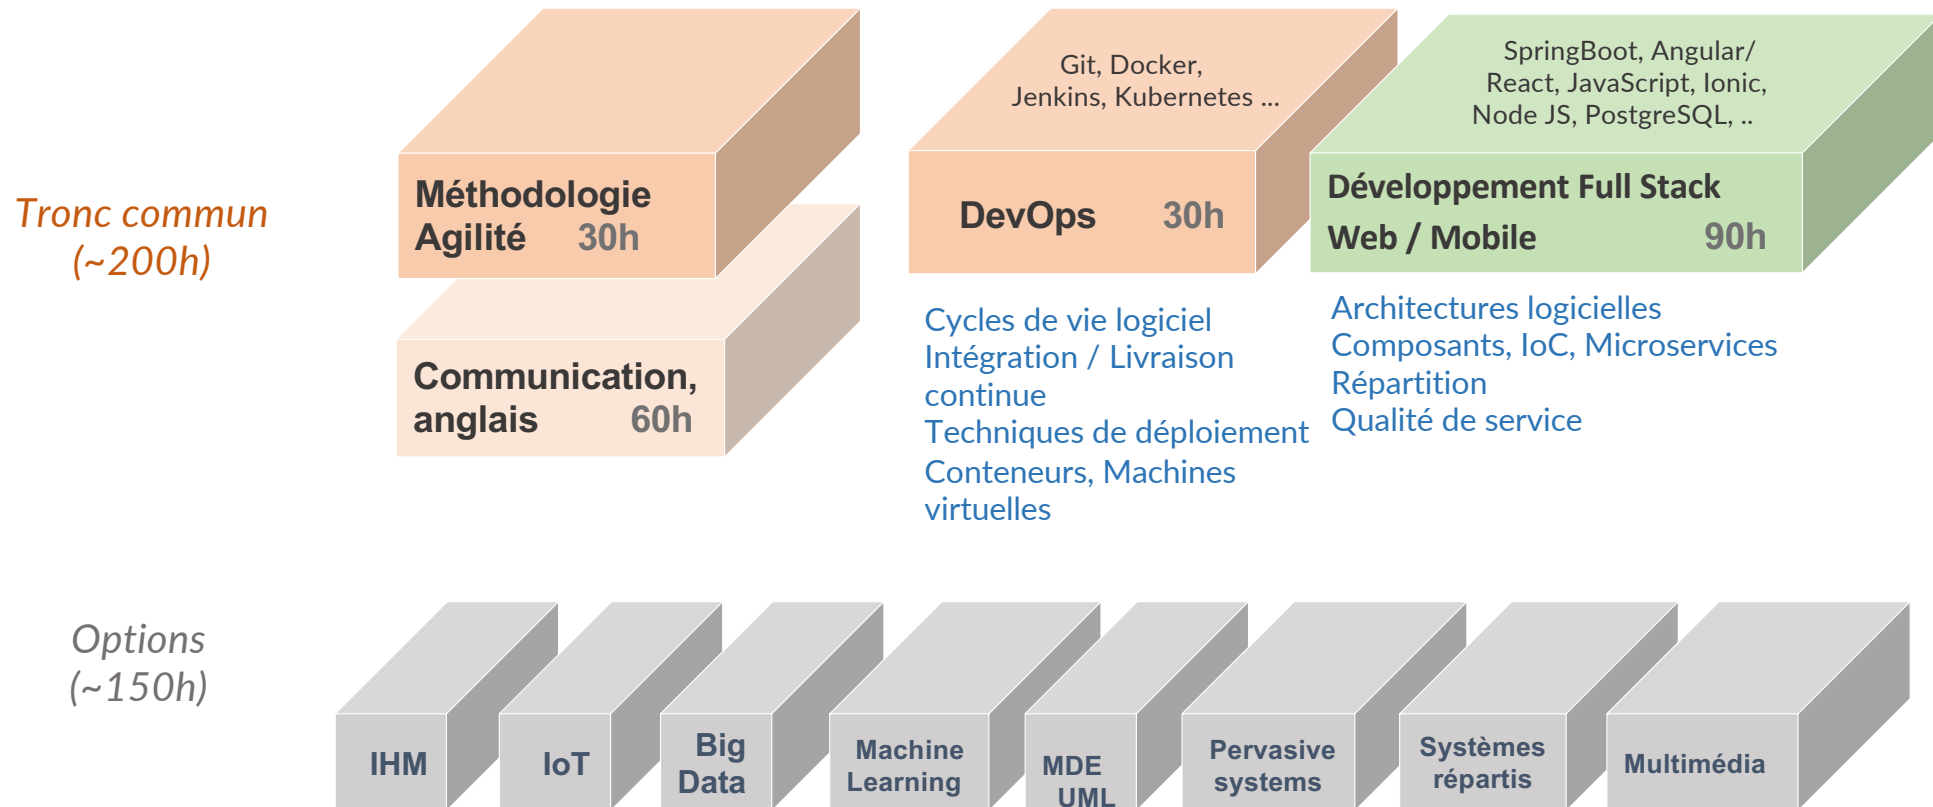 Tronc commun
(~200h)
Méthodologie
Agilité 30h
Communication,
anglais 60h
Git, Docker,
Jenkins, Kubernetes ...
DevOps 30h
Cycles de vie logiciel
Intégration / Livraison
continue
Techniques de déploiement
Conteneurs, Machines
virtuelles
SpringBoot, Angular/
React, JavaScript, Ionic,
Node JS, PostgreSQL, ..
Développement Full Stack
Web / Mobile 90h
Architectures logicielles
Composants, IoC, Microservices
Répartition
Qualité de service
Options
(~150h)
IHM
IoT
Big
Data
Machine
Learning
MDE
UML
Pervasive
systems
Systèmes
répartis
Multimédia